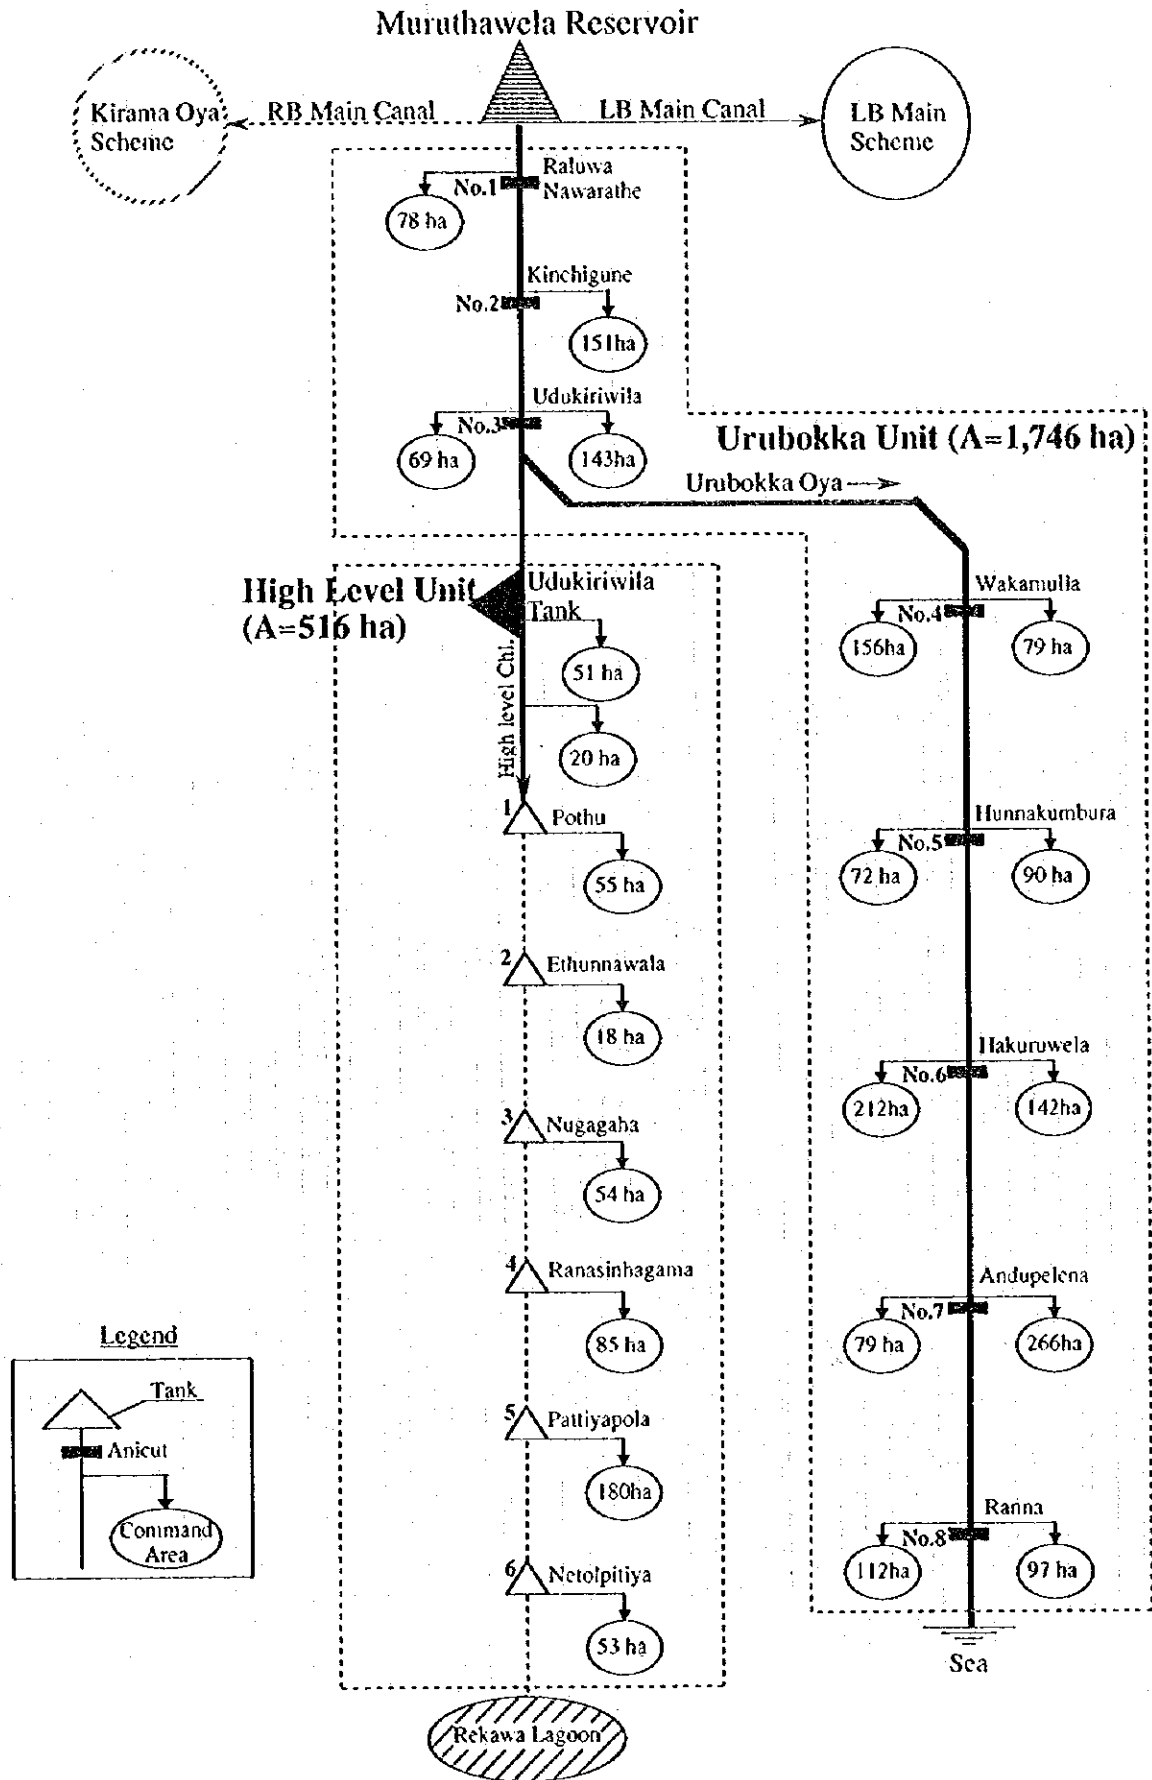 Muruthawela Reservoir
Kirama Oya
Scheme
RB Main Canal
LB Main Canal
LB Main
Scheme
Raluwa
Nawarathe
No.1
78 ha
Kinchigune
No.2
151ha
Udukiriwila
No.3
69 ha
143ha
Urubokka Unit (A=1,746 ha)
Urubokka Oya
High Level Unit
(A=516 ha)
Udukiriwila
Tank
51 ha
High level Chl.
20 ha
Wakamulla
No.4
156ha
79 ha
1
Pothu
55 ha
Hunnakumbura
No.5
72 ha
90 ha
2
Ethunnawala
18 ha
Hakuruwela
No.6
212ha
142ha
3
Nugagaha
54 ha
4
Ranasinhagama
85 ha
Andupelena
No.7
79 ha
266ha
5
Pattiyapola
180ha
Ranna
No.8
112ha
97 ha
6
Netolpitiya
53 ha
Sea
Rekawa Lagoon
Legend
Tank
Anicut
Command
Area